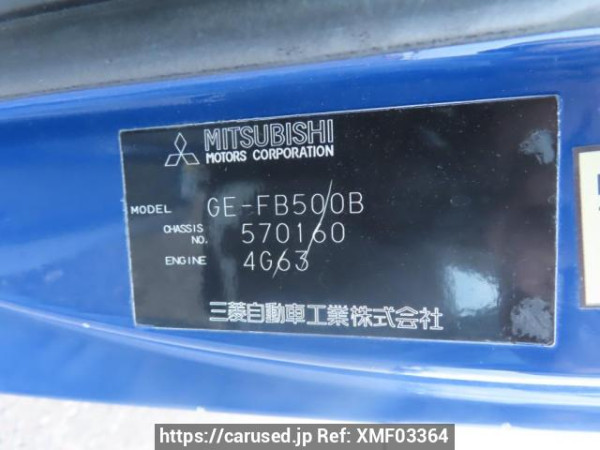 MITSUBISHI
MOTORS CORPORATION
MODEL GE-FB500B
CHASSIS NO. 570160
ENGINE 4G63
三菱自動車工業株式会社
https://carused.jp Ref: XMF03364